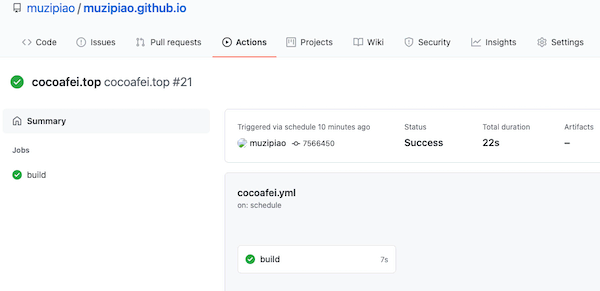 muzipiao / muzipiao.github.io
Code Issues Pull requests Actions Projects Wiki Security Insights Settings
cocoafei.top cocoafei.top #21
Summary
Jobs
build
Triggered via schedule 10 minutes ago
muzipiao 7566450
Status
Success
Total duration
22s
Artifacts
–
cocoafei.yml
on: schedule
build 7s